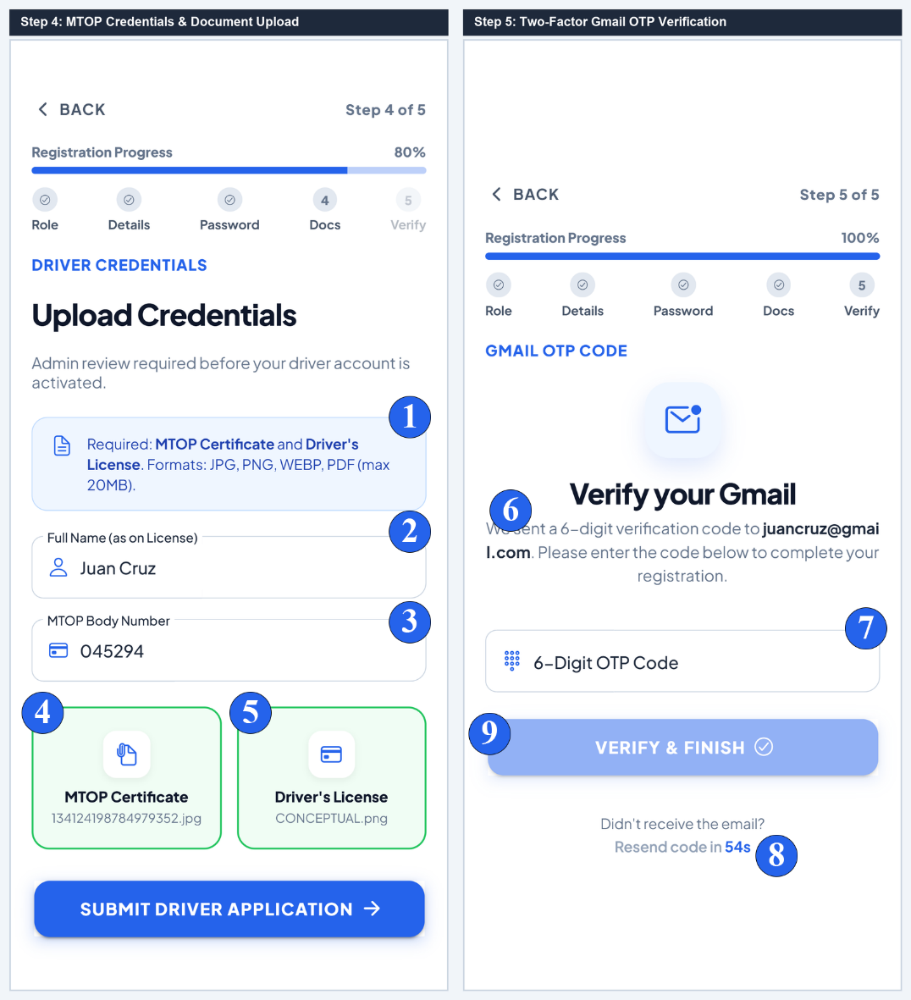 Step 4: MTOP Credentials & Document Upload
BACK
Step 4 of 5
Registration Progress
80%
4
5
Role
Details
Password
Docs
Verify
DRIVER CREDENTIALS
Upload Credentials
Admin review required before your driver account is
activated.
1
Required: MTOP Certificate and Driver's
License. Formats: JPG, PNG, WEBP, PDF (max
20MB).
2
Full Name (as on License)
Juan Cruz
3
MTOP Body Number
045294
4
MTOP Certificate
134124198784979352.jpg
5
Driver's License
CONCEPTUAL.png
SUBMIT DRIVER APPLICATION
Step 5: Two-Factor Gmail OTP Verification
BACK
Step 5 of 5
Registration Progress
100%
5
Role
Details
Password
Docs
Verify
GMAIL OTP CODE
Verify your Gmail
6
We sent a 6-digit verification code to juancruz@gmai
l.com. Please enter the code below to complete your
registration.
7
6-Digit OTP Code
9
VERIFY & FINISH
Didn't receive the email?
Resend code in 54s
8